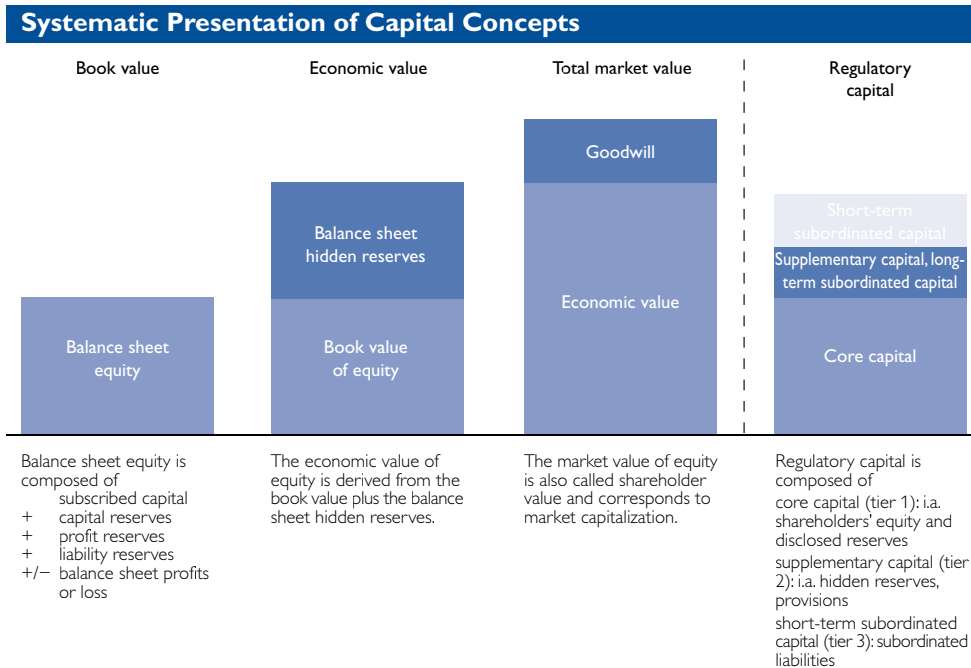 Systematic Presentation of Capital Concepts
Book value
Balance sheet
equity
Balance sheet equity is
composed of
subscribed capital
+ capital reserves
+ profit reserves
+ liability reserves
+/− balance sheet profits
or loss
Economic value
Balance sheet
hidden reserves
Book value
of equity
The economic value of
equity is derived from the
book value plus the balance
sheet hidden reserves.
Total market value
Goodwill
Economic value
The market value of equity
is also called shareholder
value and corresponds to
market capitalization.
Regulatory
capital
Short-term
subordinated capital
Supplementary capital, long-
term subordinated capital
Core capital
Regulatory capital is
composed of
core capital (tier 1): i.a.
shareholders' equity and
disclosed reserves
supplementary capital (tier
2): i.a. hidden reserves,
provisions
short-term subordinated
capital (tier 3): subordinated
liabilities